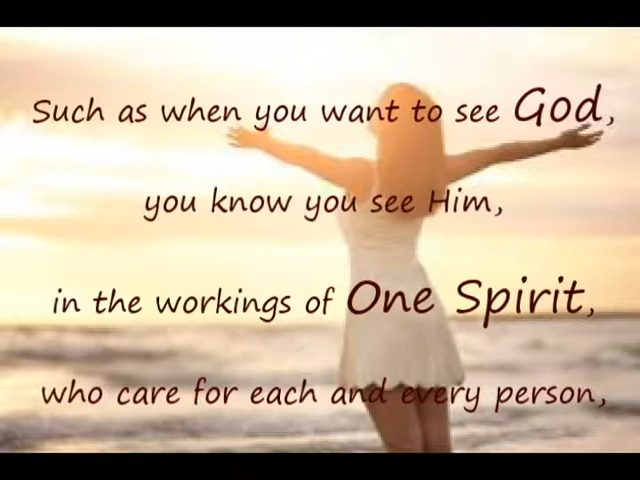 Such as when you want to see God,
you know you see Him,
in the workings of One Spirit,
who care for each and every person,